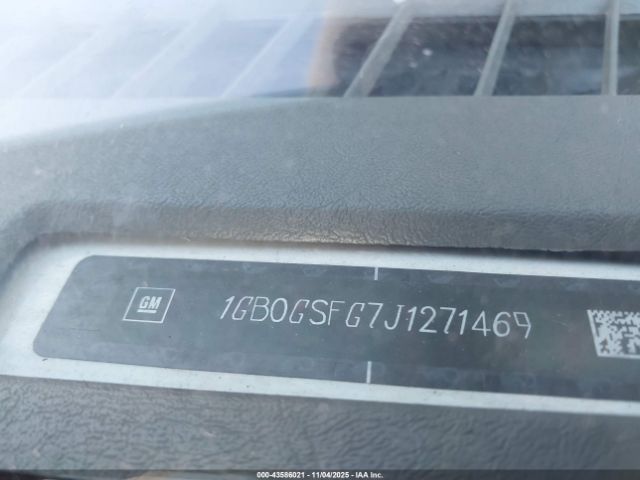 GM
1GB0GSFG7J1271469
000-43586021 - 11/04/2025 - IAA Inc.